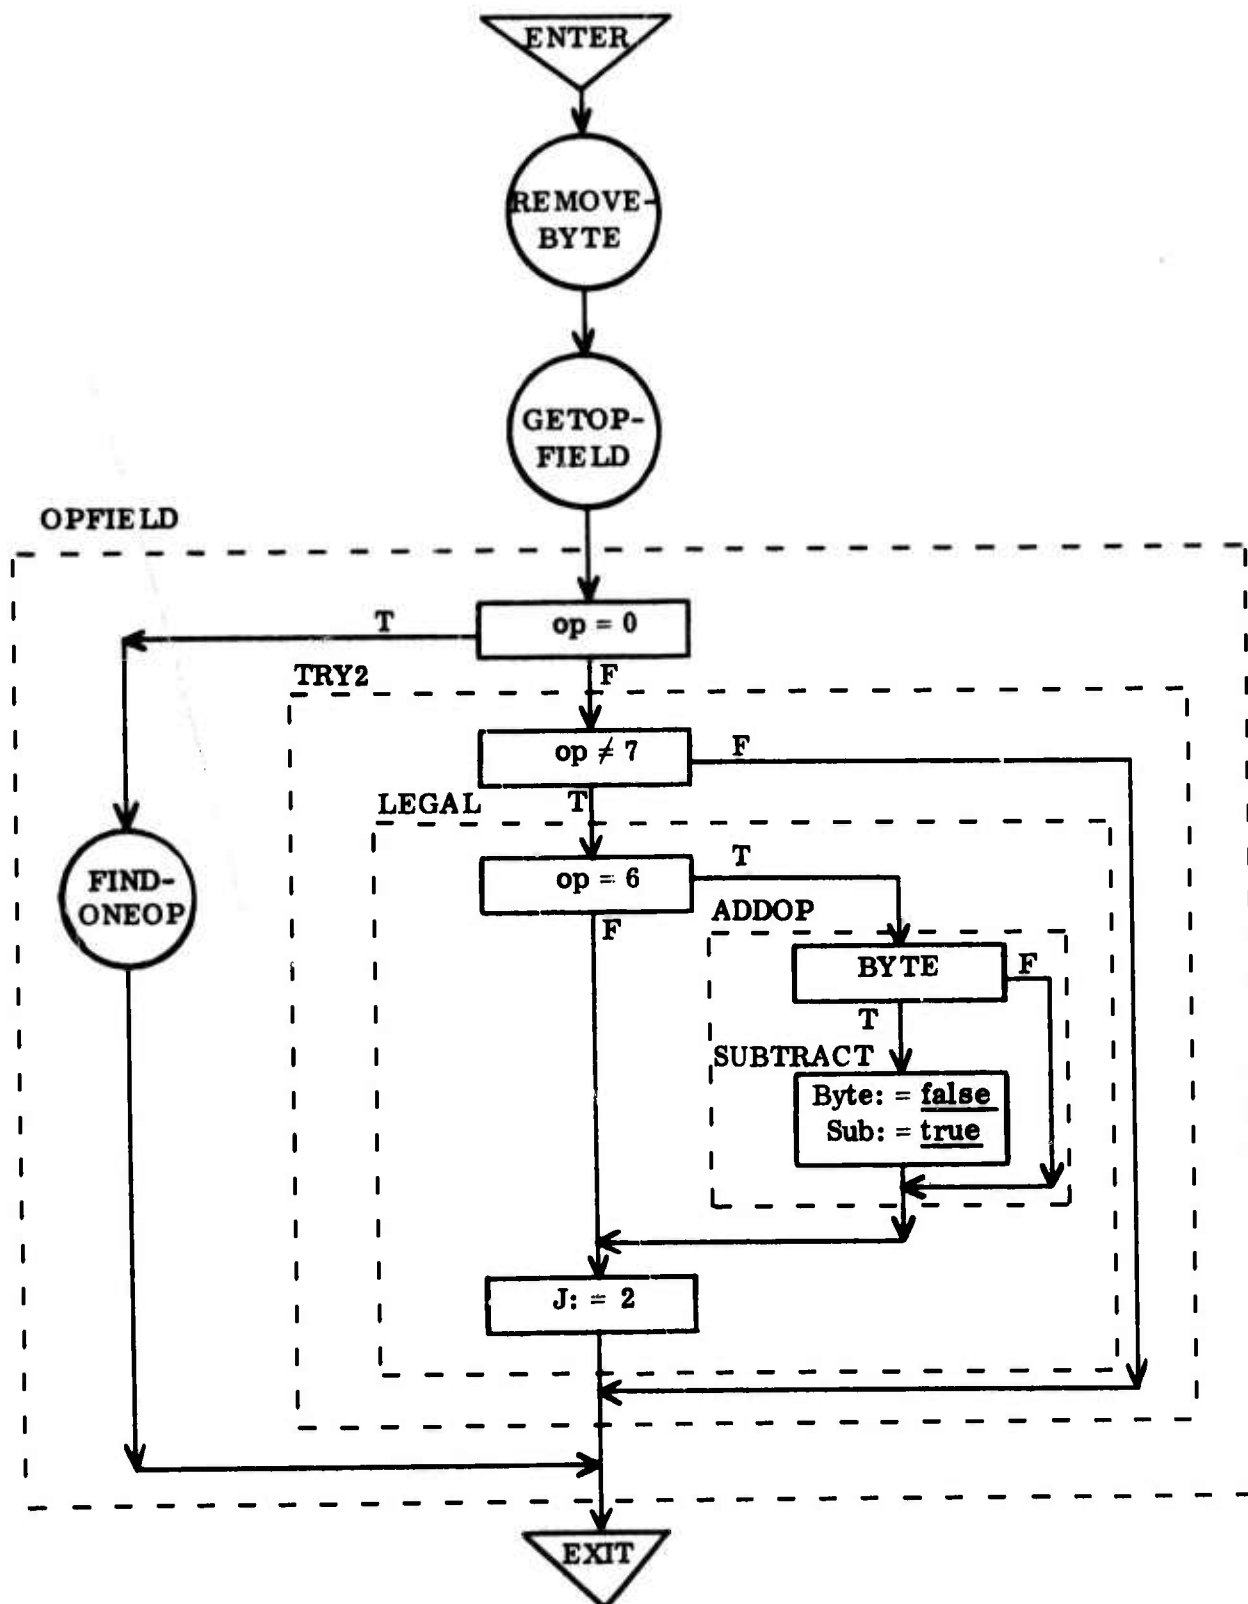 ENTER
REMOVE-
BYTE
GETOP-
FIELD
OPFIELD
T
op = 0
TRY2
F
op ≠ 7
F
LEGAL
T
op = 6
T
FIND-
ONEOP
F
ADDOP
BYTE
F
T
SUBTRACT
Byte: = false
Sub: = true
J: = 2
EXIT